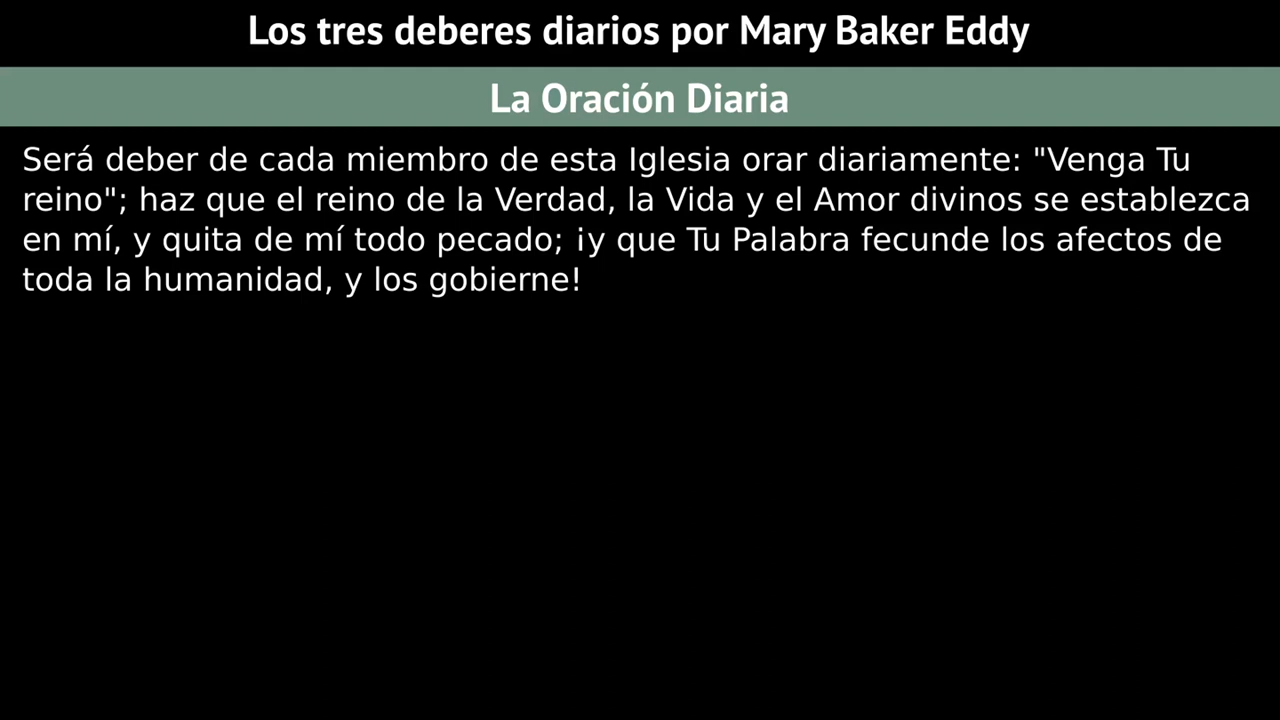 Los tres deberes diarios por Mary Baker Eddy
La Oración Diaria
Será deber de cada miembro de esta Iglesia orar diariamente: "Venga Tu
reino"; haz que el reino de la Verdad, la Vida y el Amor divinos se establezca
en mí, y quita de mí todo pecado; ¡y que Tu Palabra fecunde los afectos de
toda la humanidad, y los gobierne!